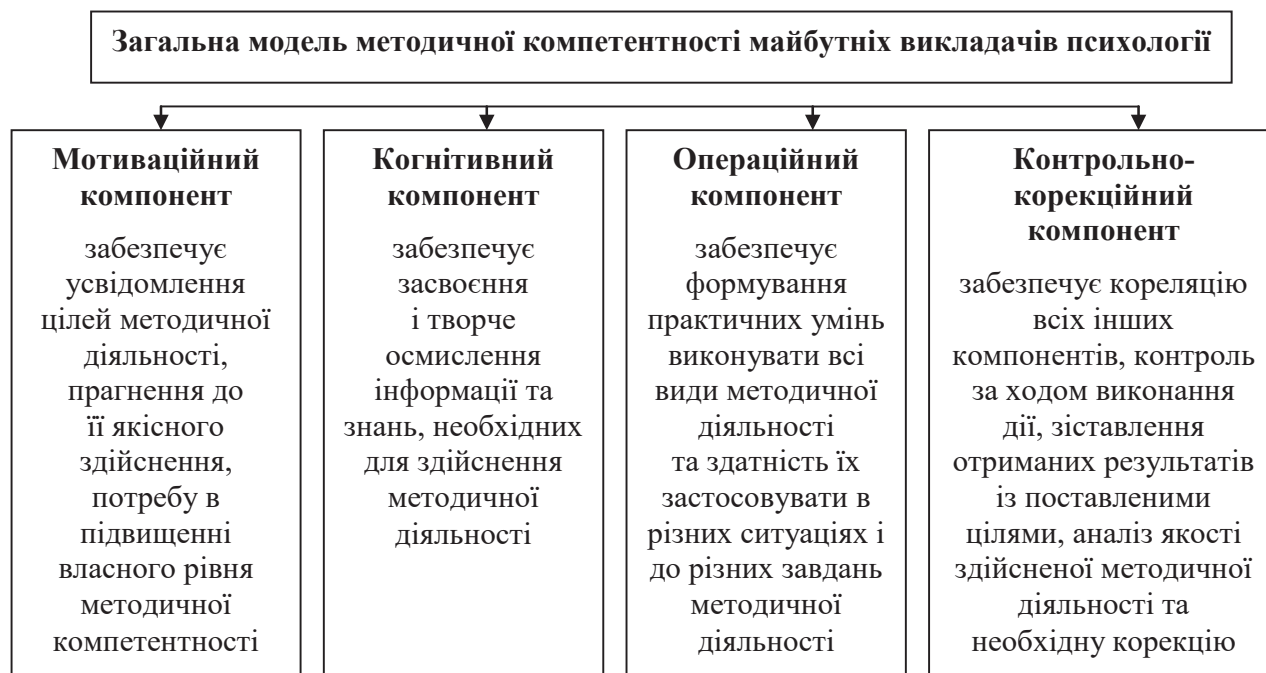 Загальна модель методичної компетентності майбутніх викладачів психології
Мотиваційний
компонент
забезпечує
усвідомлення
цілей методичної
діяльності,
прагнення до
її якісного
здійснення,
потребу в
підвищенні
власного рівня
методичної
компетентності
Когнітивний
компонент
забезпечує
засвоєння
і творче
осмислення
інформації та
знань, необхідних
для здійснення
методичної
діяльності
Операційний
компонент
забезпечує
формування
практичних умінь
виконувати всі
види методичної
діяльності
та здатність їх
застосовувати в
різних ситуаціях і
до різних завдань
методичної
діяльності
Контрольно-
корекційний
компонент
забезпечує кореляцію
всіх інших
компонентів, контроль
за ходом виконання
дії, зіставлення
отриманих результатів
із поставленими
цілями, аналіз якості
здійсненої методичної
діяльності та
необхідну корекцію